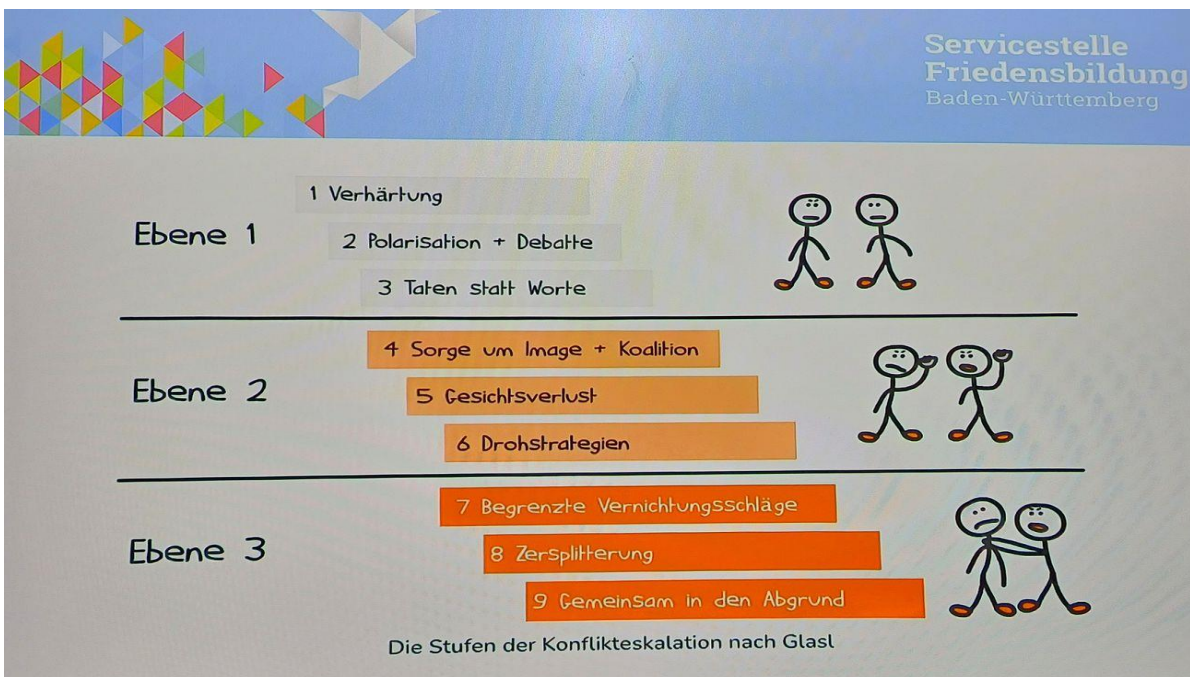 Servicestelle
Friedensbildung
Baden-Württemberg
Ebene 1
1 Verhärtung
2 Polarisation + Debatte
3 Taten statt Worte
Ebene 2
4 Sorge um Image + Koalition
5 Gesichtsverlust
6 Drohstrategien
Ebene 3
7 Begrenzte Vernichtungsschläge
8 Zersplitterung
9 Gemeinsam in den Abgrund
Die Stufen der Konflikteskalation nach Glasl